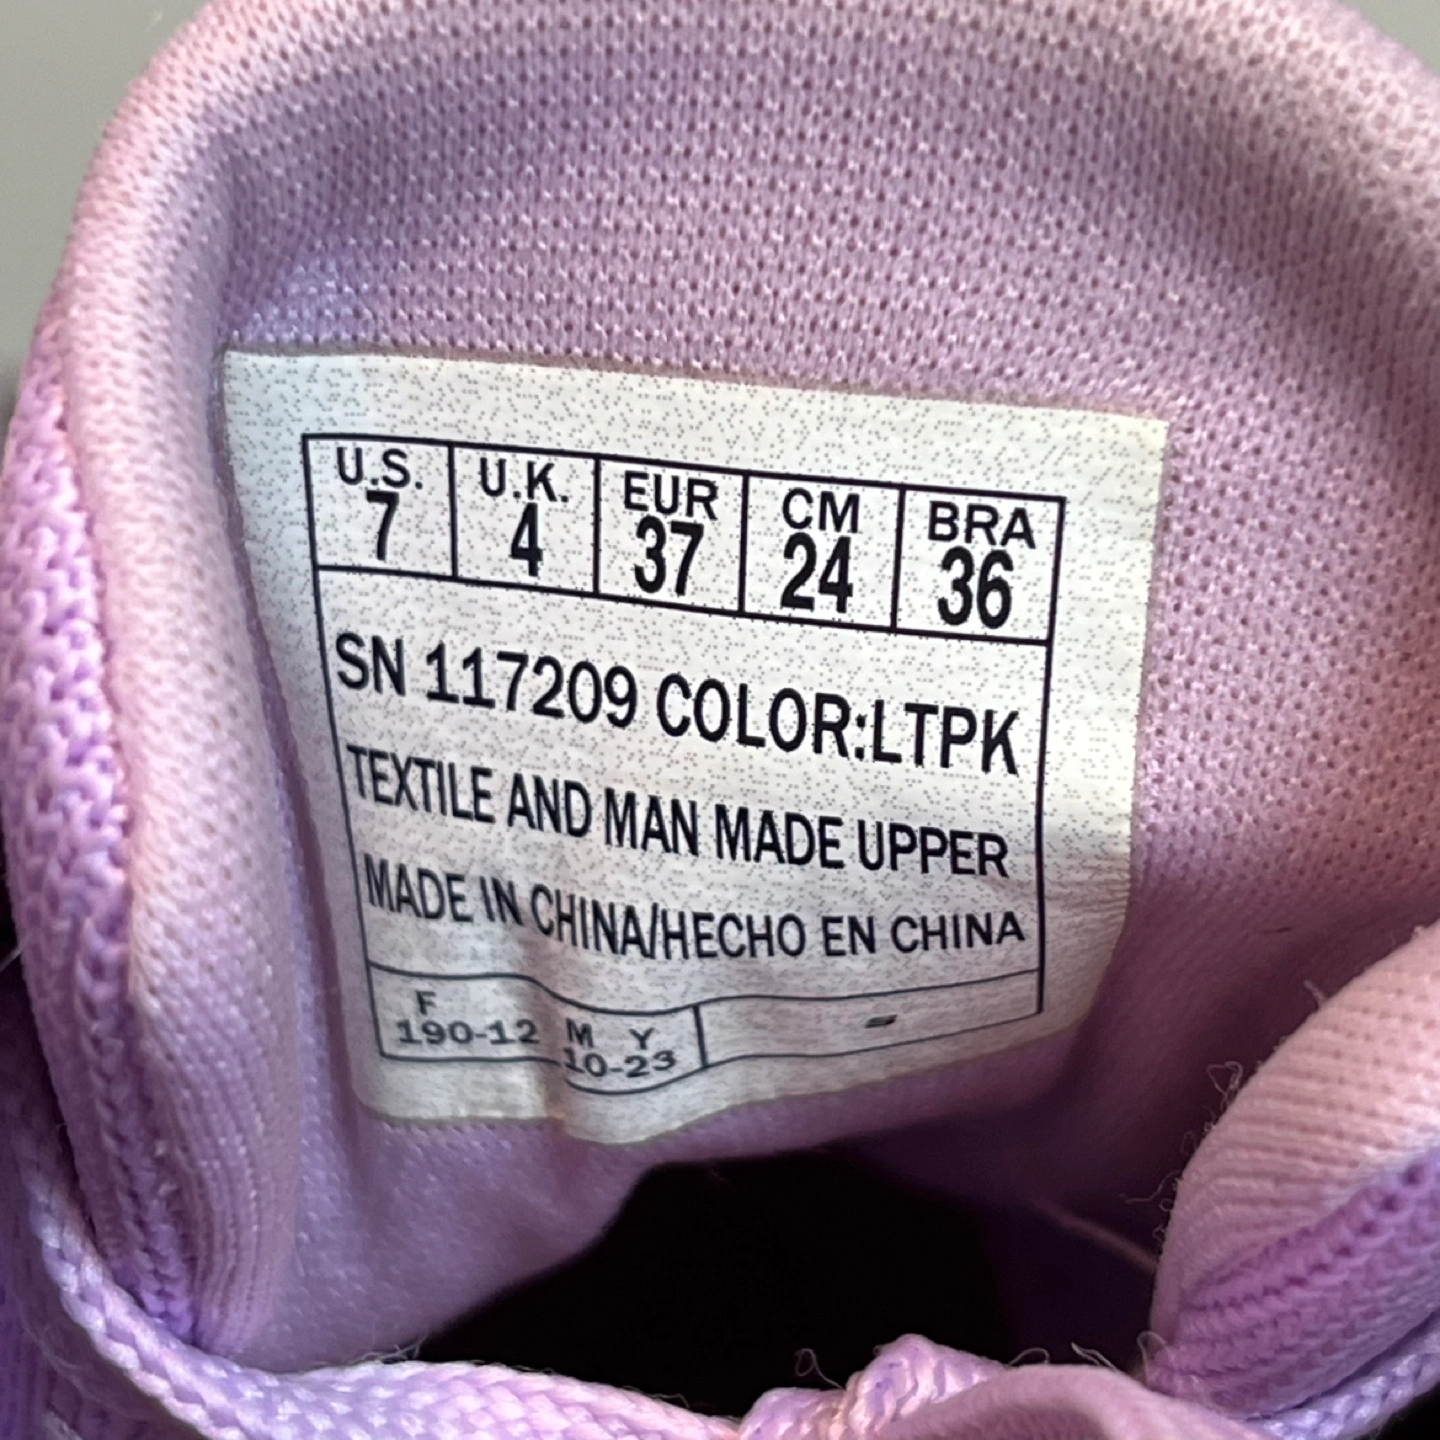 U.S. U.K. EUR CM BRA
7 4 37 24 36
SN 117209 COLOR:LTPK
TEXTILE AND MAN MADE UPPER
MADE IN CHINA/HECHO EN CHINA
F M Y
190-12 10-23 -